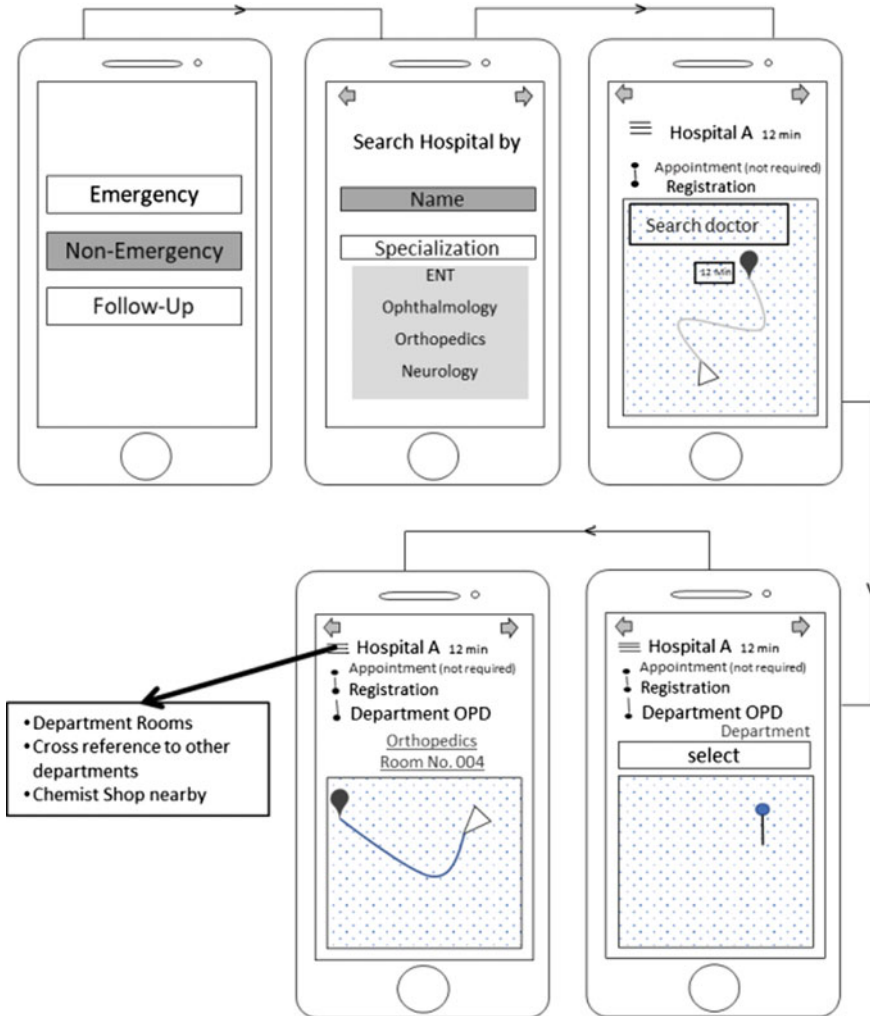 Emergency
Non-Emergency
Follow-Up
Search Hospital by
Name
Specialization
ENT
Ophthalmology
Orthopedics
Neurology
Hospital A 12 min
Appointment (not required)
Registration
Search doctor
12 Min
Hospital A 12 min
Appointment (not required)
Registration
Department OPD
Department
select
Hospital A 12 min
Appointment (not required)
Registration
Department OPD
Orthopedics
Room No. 004
• Department Rooms
• Cross reference to other
departments
• Chemist Shop nearby